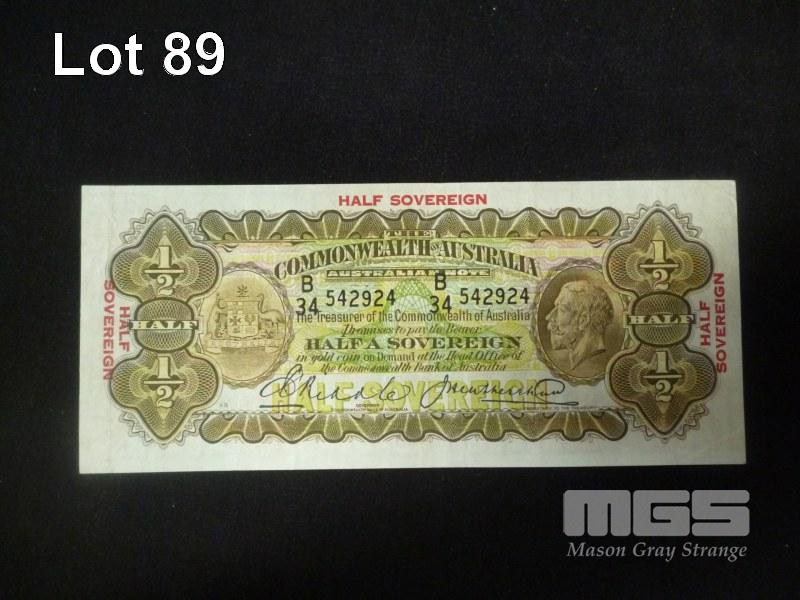 Lot 89
HALF SOVEREIGN
THE
COMMONWEALTH OF AUSTRALIA
AUSTRALIAN NOTE
B B
34 542924 34 542924
The Treasurer of the Commonwealth of Australia
Promises to pay the Bearer
HALF A SOVEREIGN
in gold coin on Demand at the Head Office of
the Commonwealth Bank of Australia
HALF SOVEREIGN
1/2
HALF
1/2
1/2
HALF
1/2
HALF SOVEREIGN
HALF SOVEREIGN
MGS
Mason Gray Strange